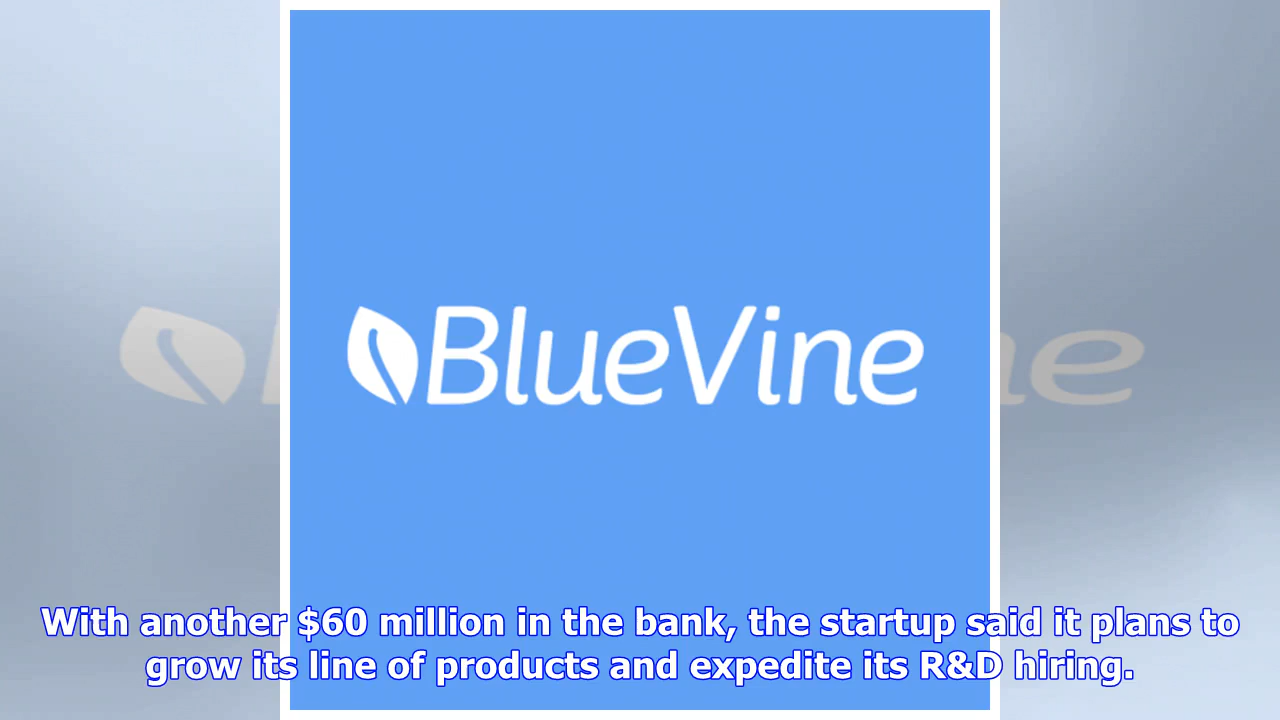 BlueVine
With another $60 million in the bank, the startup said it plans to
grow its line of products and expedite its R&D hiring.